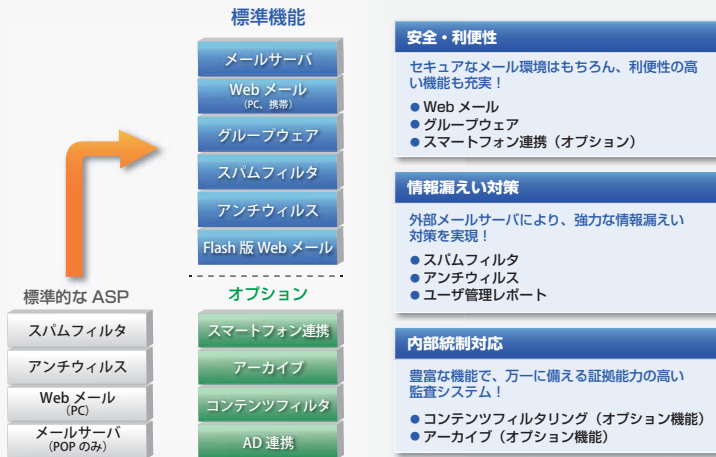 標準機能
メールサーバ
Web メール
(PC、携帯)
グループウェア
スパムフィルタ
アンチウィルス
Flash 版 Web メール
標準的な ASP
スパムフィルタ
アンチウィルス
Web メール
(PC)
メールサーバ
(POP のみ)
オプション
スマートフォン連携
アーカイブ
コンテンツフィルタ
AD 連携
安全・利便性
セキュアなメール環境はもちろん、利便性の高
い機能も充実！
● Web メール
● グループウェア
● スマートフォン連携（オプション）
情報漏えい対策
外部メールサーバにより、強力な情報漏えい
対策を実現！
● スパムフィルタ
● アンチウィルス
● ユーザ管理レポート
内部統制対応
豊富な機能で、万一に備える証拠能力の高い
監査システム！
● コンテンツフィルタリング（オプション機能）
● アーカイブ（オプション機能）